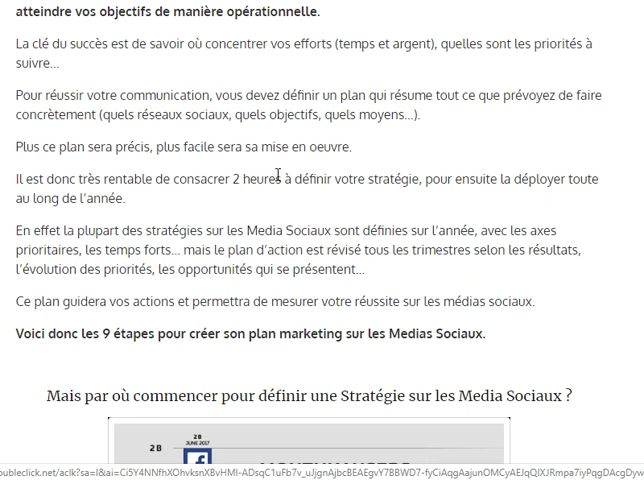 atteindre vos objectifs de manière opérationnelle.
La clé du succès est de savoir où concentrer vos efforts (temps et argent), quelles sont les priorités à
suivre...
Pour réussir votre communication, vous devez définir un plan qui résume tout ce que prévoyez de faire
concrètement (quels réseaux sociaux, quels objectifs, quels moyens...).
Plus ce plan sera précis, plus facile sera sa mise en oeuvre.
Il est donc très rentable de consacrer 2 heures à définir votre stratégie, pour ensuite la déployer toute
au long de l'année.
En effet la plupart des stratégies sur les Media Sociaux sont définies sur l'année, avec les axes
prioritaires, les temps forts... mais le plan d'action est révisé tous les trimestres selon les résultats,
l'évolution des priorités, les opportunités qui se présentent...
Ce plan guidera vos actions et permettra de mesurer votre réussite sur les médias sociaux.
Voici donc les 9 étapes pour créer son plan marketing sur les Medias Sociaux.
Mais par où commencer pour définir une Stratégie sur les Media Sociaux ?
28
JUNE 2017
2 B